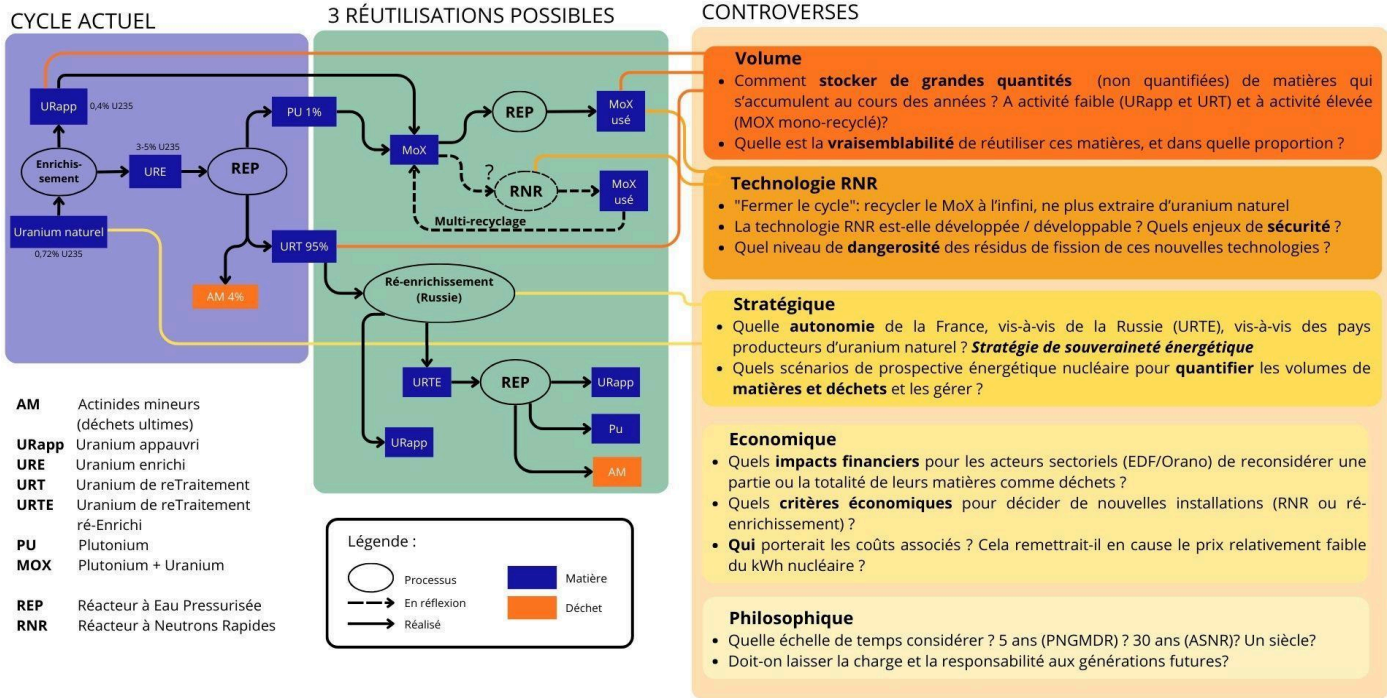 CYCLE ACTUEL
URapp
0,4% U235
Enrichis-
sement
3-5% U235
URE
REP
Uranium naturel
0,72% U235
AM 4%
PU 1%
URT 95%
3 RÉUTILISATIONS POSSIBLES
MoX
REP
MoX
usé
?
RNR
MoX
usé
Multi-recyclage
Ré-enrichissement
(Russie)
URTE
REP
URapp
Pu
AM
URapp
CONTROVERSES
Volume
• Comment stocker de grandes quantités (non quantifiées) de matières qui
s’accumulent au cours des années ? A activité faible (URapp et URT) et à activité élevée
(MOX mono-recyclé)?
• Quelle est la vraisemblabilité de réutiliser ces matières, et dans quelle proportion ?
Technologie RNR
• "Fermer le cycle": recycler le MoX à l’infini, ne plus extraire d’uranium naturel
• La technologie RNR est-elle développée / développable ? Quels enjeux de sécurité ?
• Quel niveau de dangerosité des résidus de fission de ces nouvelles technologies ?
Stratégique
• Quelle autonomie de la France, vis-à-vis de la Russie (URTE), vis-à-vis des pays
producteurs d’uranium naturel ? Stratégie de souveraineté énergétique
• Quels scénarios de prospective énergétique nucléaire pour quantifier les volumes de
matières et déchets et les gérer ?
Economique
• Quels impacts financiers pour les acteurs sectoriels (EDF/Orano) de reconsidérer une
partie ou la totalité de leurs matières comme déchets ?
• Quels critères économiques pour décider de nouvelles installations (RNR ou ré-
enrichissement) ?
• Qui porterait les coûts associés ? Cela remettrait-il en cause le prix relativement faible
du kWh nucléaire ?
Philosophique
• Quelle échelle de temps considérer ? 5 ans (PNGMDR) ? 30 ans (ASNR)? Un siècle?
• Doit-on laisser la charge et la responsabilité aux générations futures?
AM Actinides mineurs
(déchets ultimes)
URapp Uranium appauvri
URE Uranium enrichi
URT Uranium de reTraitement
URTE Uranium de reTraitement
ré-Enrichi
PU Plutonium
MOX Plutonium + Uranium
REP Réacteur à Eau Pressurisée
RNR Réacteur à Neutrons Rapides
Légende :
Processus
En réflexion
Réalisé
Matière
Déchet